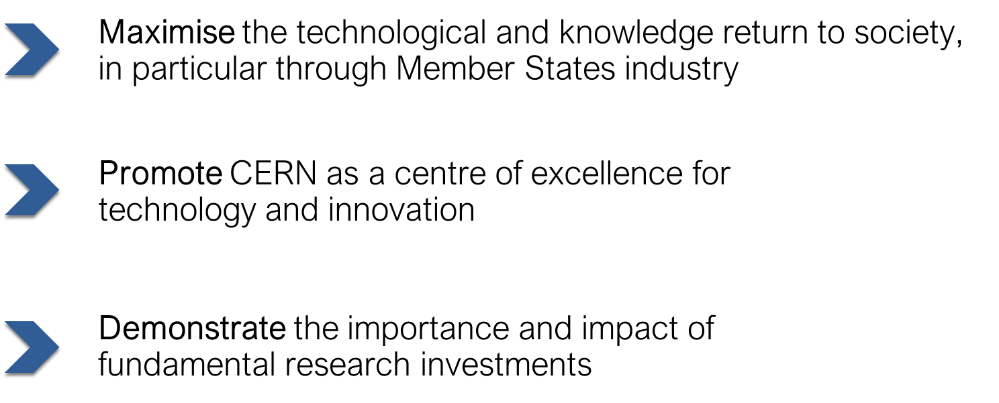 Maximise the technological and knowledge return to society,
in particular through Member States industry
Promote CERN as a centre of excellence for
technology and innovation
Demonstrate the importance and impact of
fundamental research investments